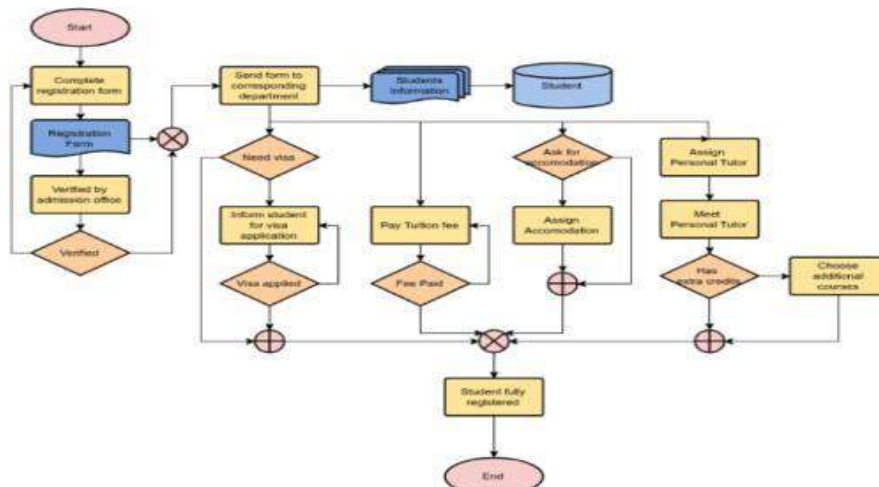 Start
Complete
registration form
Registration
Form
Verified by
admission office
Verified
Send form to
corrisponding
department
Students
Information
Student
Need visa
Inform student
for visa
application
Visa applied
Pay Tuition fee
Fee Paid
Ask for
accomodation
Assign
Accomodation
Assign
Personal Tutor
Meet
Personal Tutor
Has
extra credits
Choose
additional
courses
Student fully
registered
End